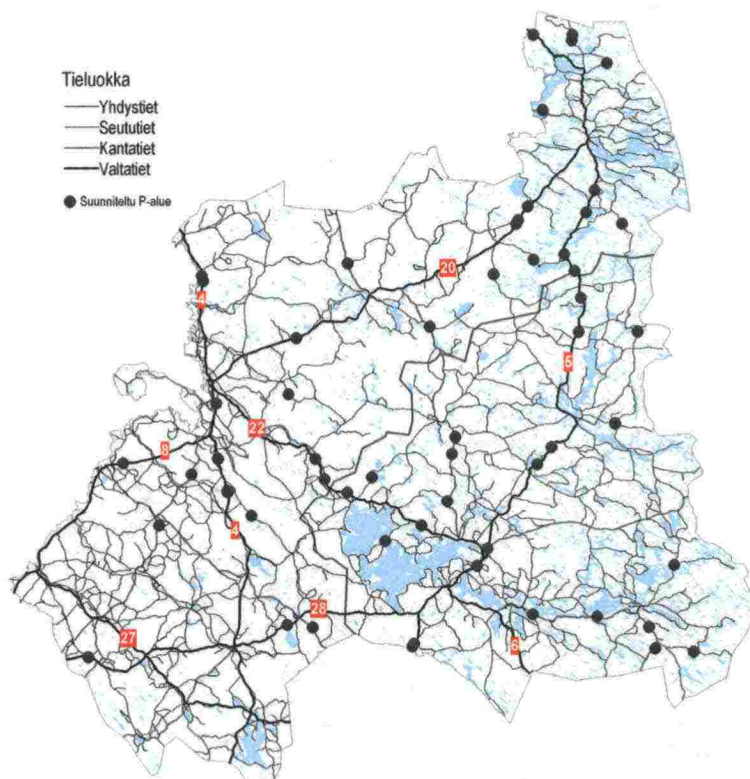 Tieluokka
Yhdystiet
Seututiet
Kantatiet
Valtatiet
Suunniteltu P-alue
4
20
5
22
8
4
28
27
6